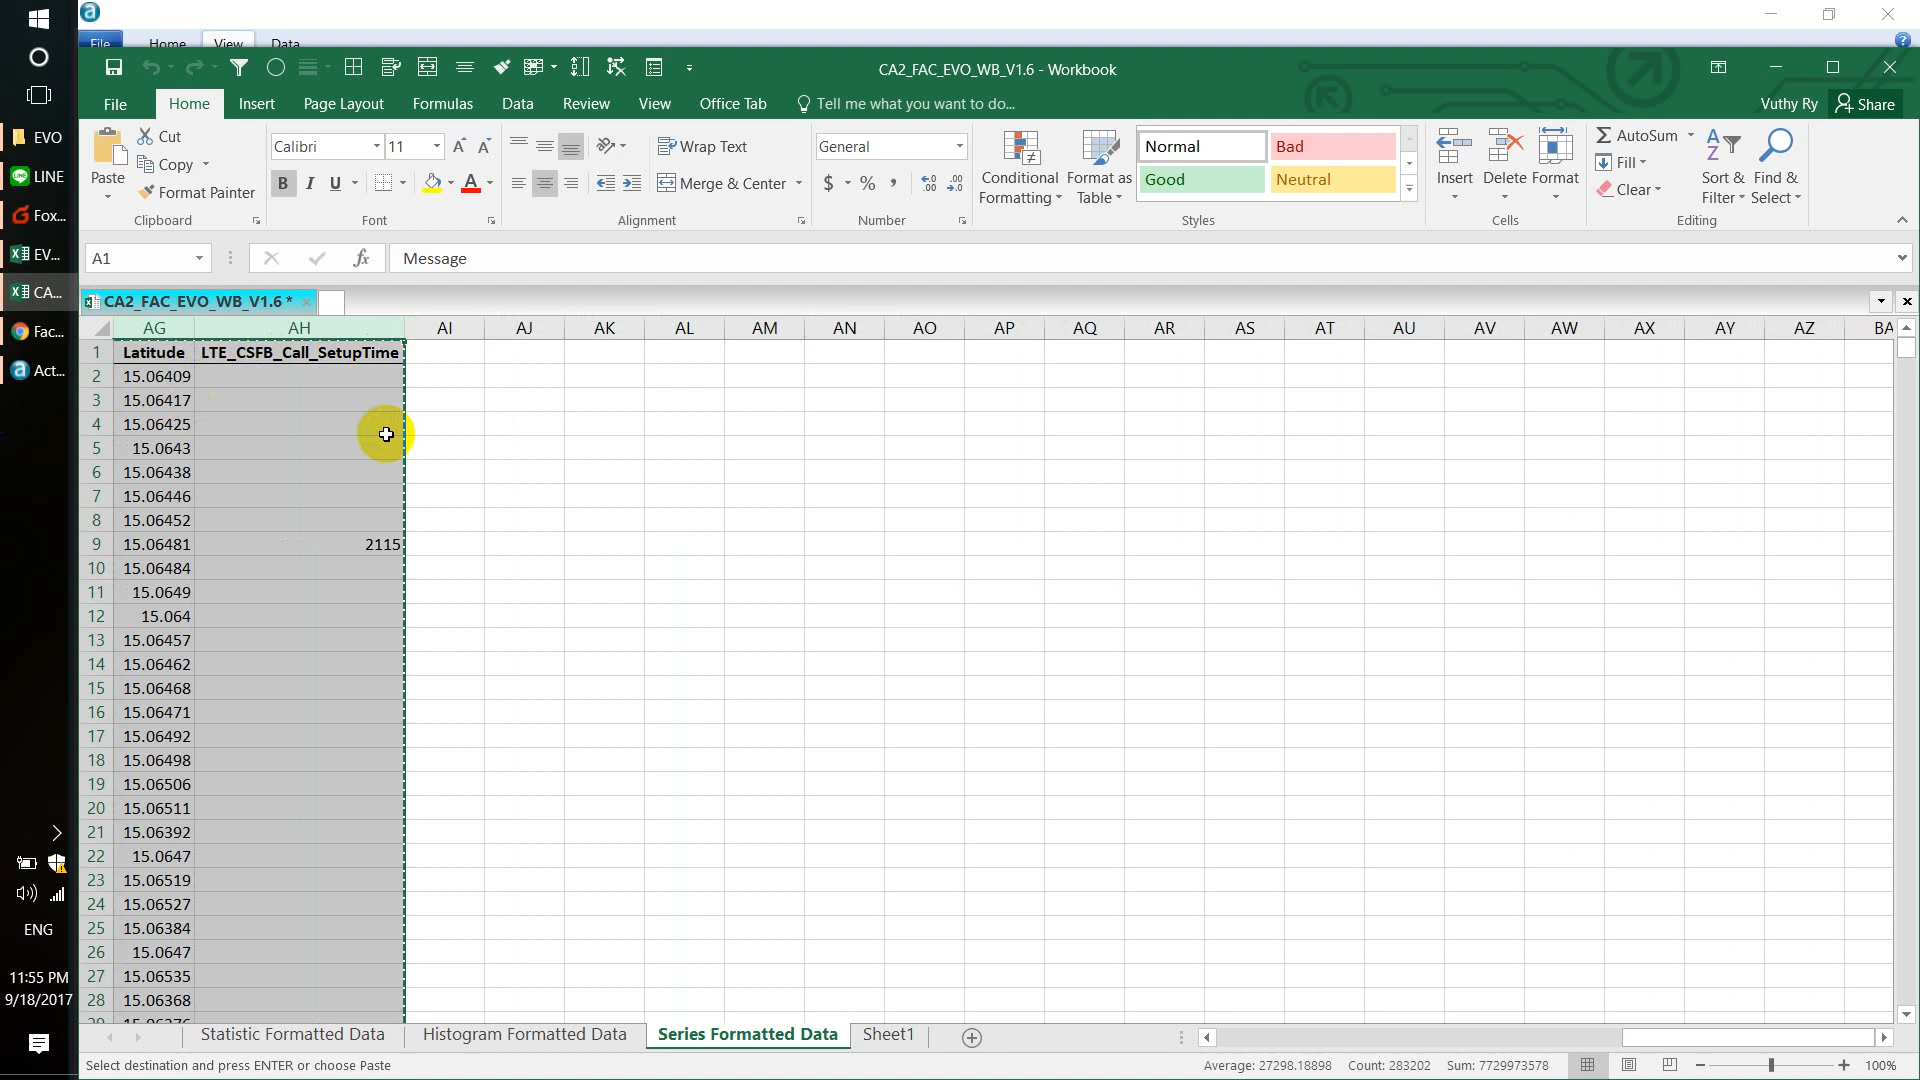 File Home View Data
CA2_FAC_EVO_WB_V1.6 - Workbook
File Home Insert Page Layout Formulas Data Review View Office Tab Tell me what you want to do... Vuthy Ry Share
Paste Cut Copy Format Painter
Calibri 11
Wrap Text
Merge & Center
General
Conditional Formatting
Format as Table
Normal Bad
Good Neutral
Insert Delete Format
AutoSum
Fill
Clear
Sort & Filter
Find & Select
Clipboard Font Alignment Number Styles Cells Editing
A1 fx Message
CA2_FAC_EVO_WB_V1.6 *
AG AH AI AJ AK AL AM AN AO AP AQ AR AS AT AU AV AW AX AY AZ BA
1 Latitude LTE_CSFB_Call_SetupTime
2 15.06409
3 15.06417
4 15.06425
5 15.0643
6 15.06438
7 15.06446
8 15.06452
9 15.06481 2115
10 15.06484
11 15.0649
12 15.064
13 15.06457
14 15.06462
15 15.06468
16 15.06471
17 15.06492
18 15.06498
19 15.06506
20 15.06511
21 15.06392
22 15.0647
23 15.06519
24 15.06527
25 15.06384
26 15.0647
27 15.06535
28 15.06368
Statistic Formatted Data Histogram Formatted Data Series Formatted Data Sheet1
Select destination and press ENTER or choose Paste Average: 27298.18898 Count: 283202 Sum: 7729973578 100%
EVO
LINE
Fox...
EV...
CA...
Fac...
Act...
ENG
11:55 PM
9/18/2017